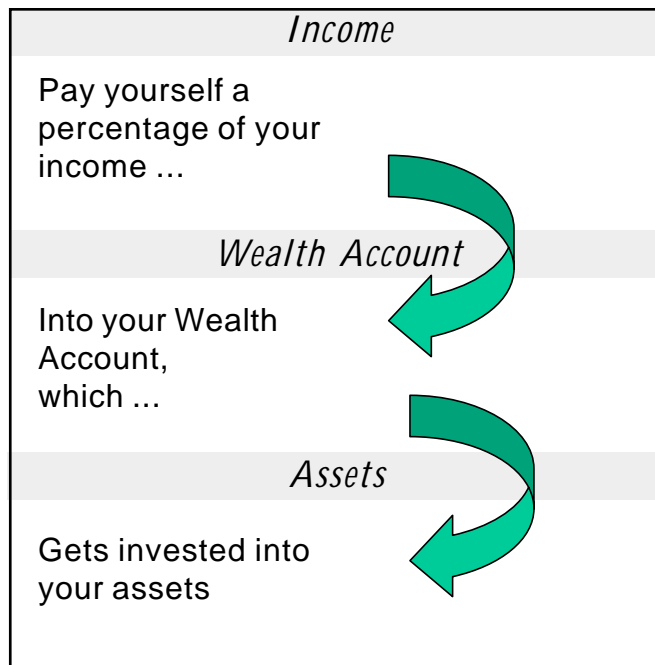 Income
Pay yourself a
percentage of your
income ...
Wealth Account
Into your Wealth
Account,
which ...
Assets
Gets invested into
your assets